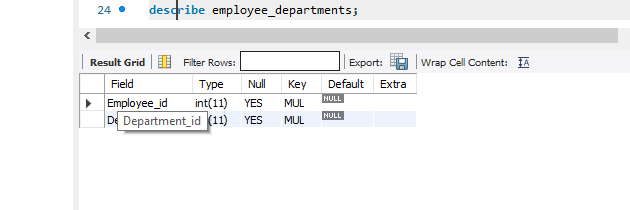 24 describe employee_departments;
Result Grid Filter Rows: Export: Wrap Cell Content: IA
Field Type Null Key Default Extra
Employee_id int(11) YES MUL NULL
De Department_id (11) YES MUL NULL